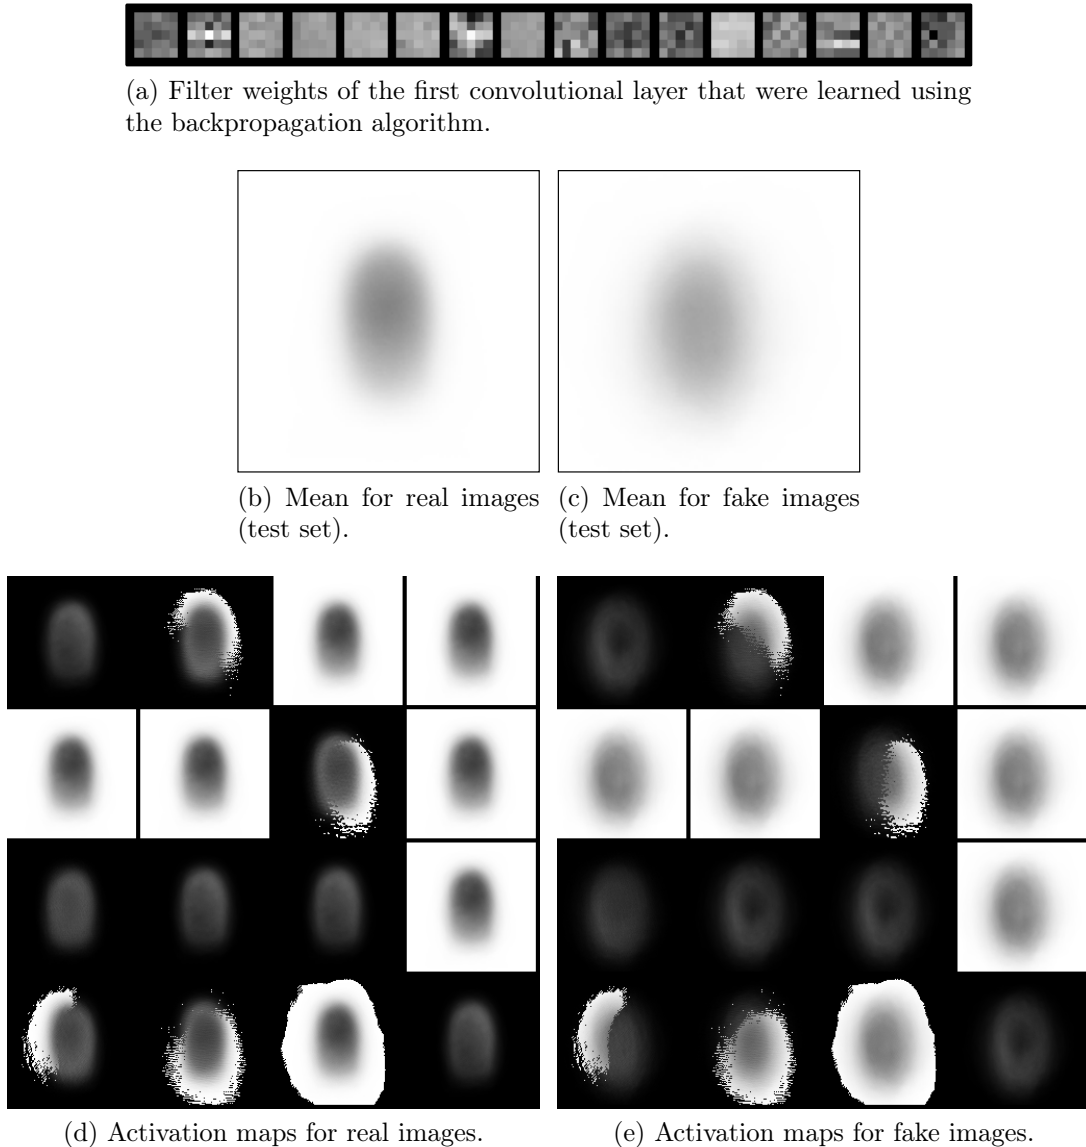 (a) Filter weights of the first convolutional layer that were learned using
the backpropagation algorithm.
(b) Mean for real images
(test set).
(c) Mean for fake images
(test set).
(d) Activation maps for real images.
(e) Activation maps for fake images.